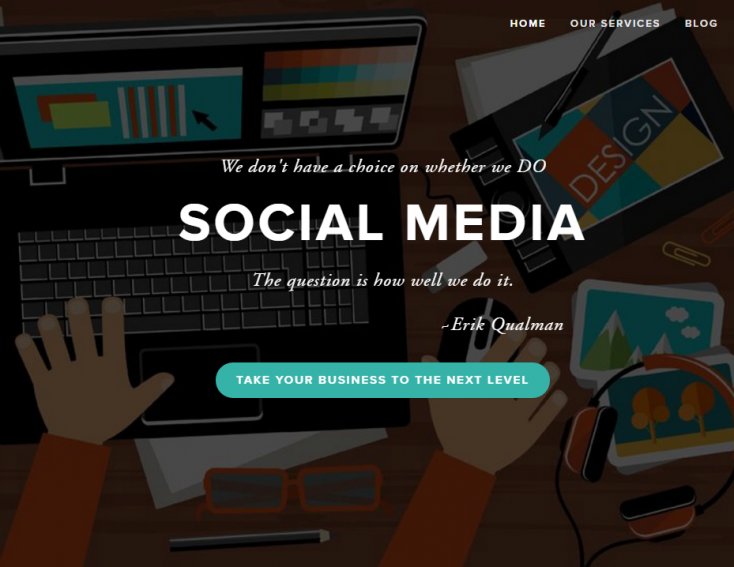 HOME OUR SERVICES BLOG
DESIGN
We don't have a choice on whether we DO
SOCIAL MEDIA
The question is how well we do it.
~Erik Qualman
TAKE YOUR BUSINESS TO THE NEXT LEVEL